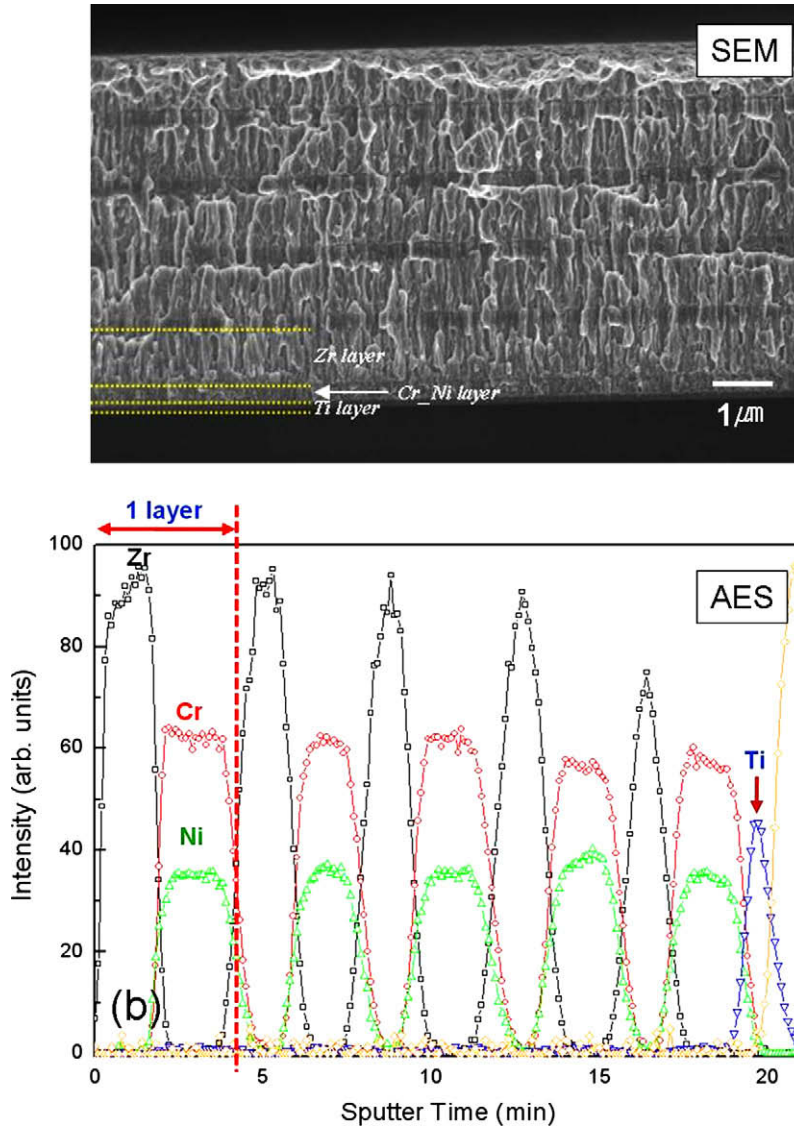 SEM
Zr layer
Cr_Ni layer
Ti layer
1㎛
1 layer
100
Zr
AES
80
Cr
60
Ti
Ni
40
20
(b)
0
0 5 10 15 20
Intensity (arb. units)
Sputter Time (min)